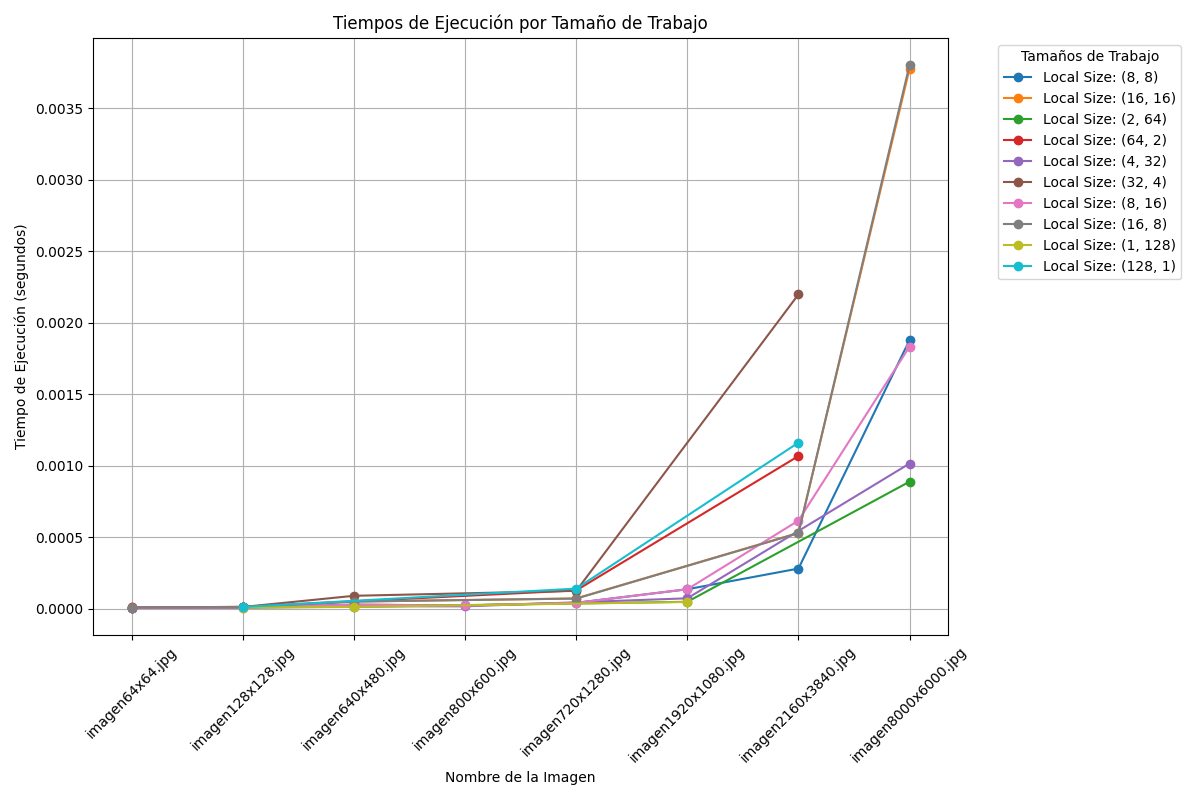 Tiempos de Ejecución por Tamaño de Trabajo
Tiempo de Ejecución (segundos)
0.0035
0.0030
0.0025
0.0020
0.0015
0.0010
0.0005
0.0000
imagen64x64.jpg
imagen128x128.jpg
imagen640x480.jpg
imagen800x600.jpg
imagen720x1280.jpg
imagen1920x1080.jpg
imagen2160x3840.jpg
imagen8000x6000.jpg
Nombre de la Imagen
Tamaños de Trabajo
Local Size: (8, 8)
Local Size: (16, 16)
Local Size: (2, 64)
Local Size: (64, 2)
Local Size: (4, 32)
Local Size: (32, 4)
Local Size: (8, 16)
Local Size: (16, 8)
Local Size: (1, 128)
Local Size: (128, 1)